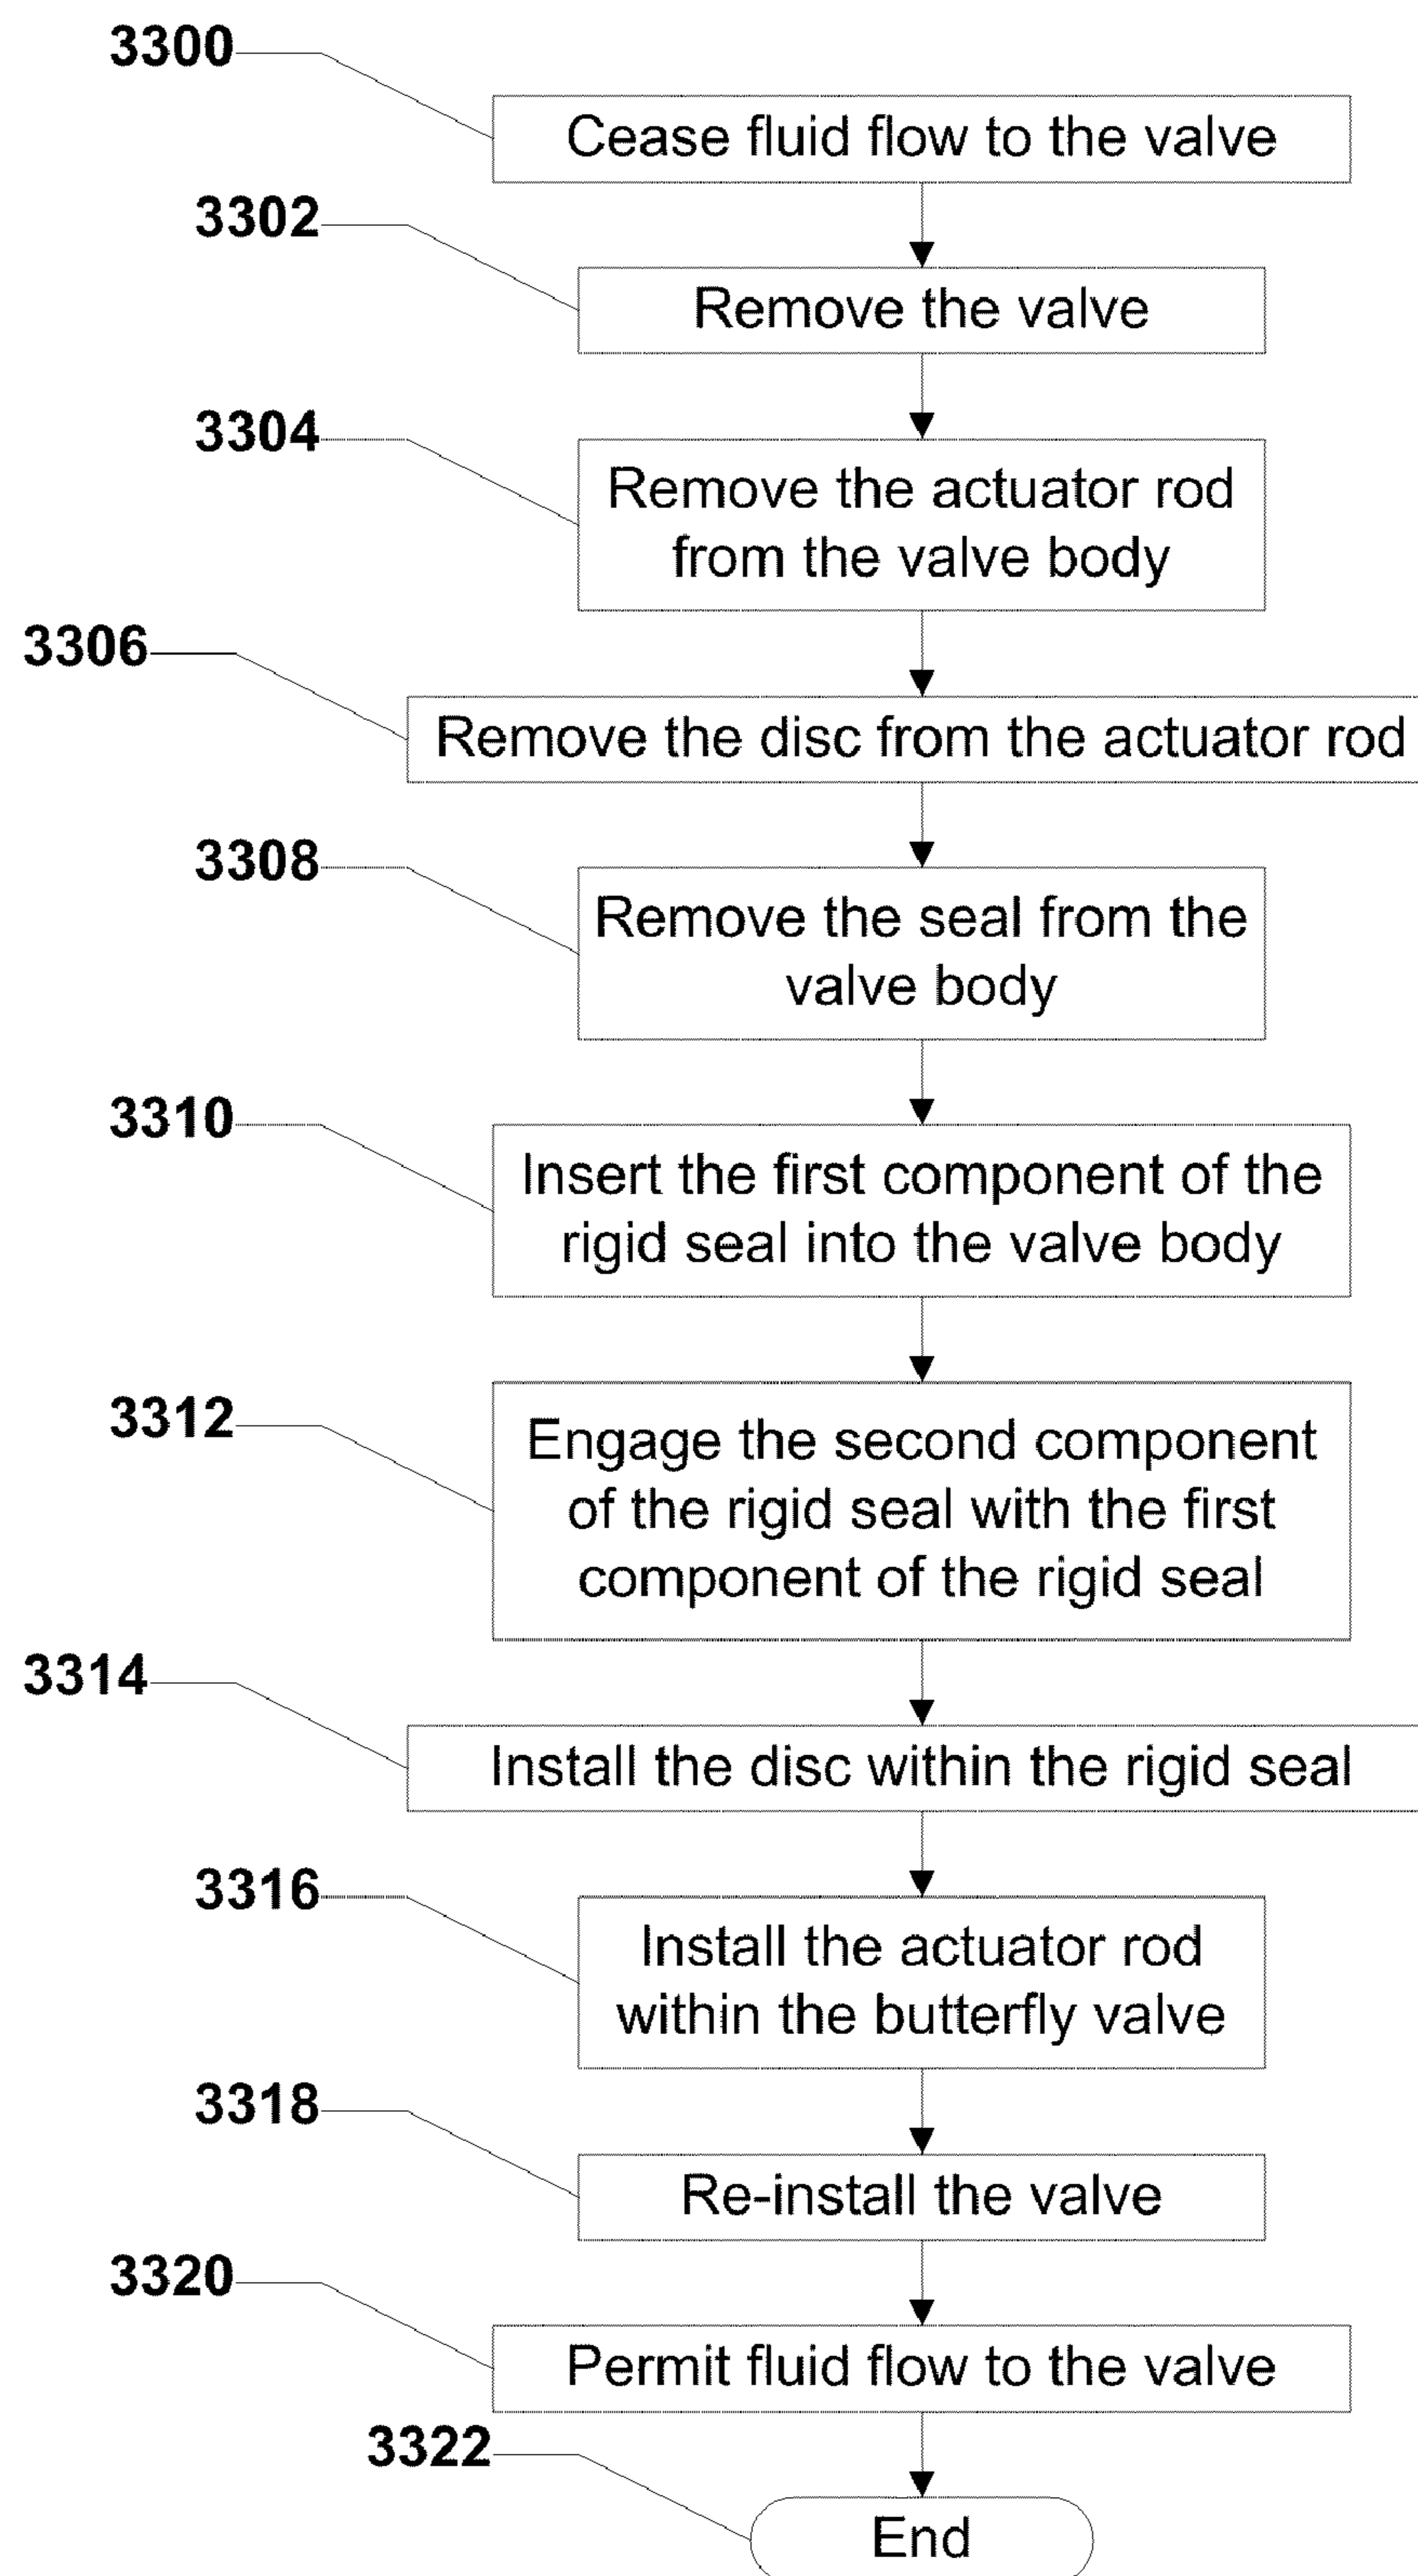 3300
Cease fluid flow to the valve
3302
Remove the valve
3304
Remove the actuator rod
from the valve body
3306
Remove the disc from the actuator rod
3308
Remove the seal from the
valve body
3310
Insert the first component of the
rigid seal into the valve body
3312
Engage the second component
of the rigid seal with the first
component of the rigid seal
3314
Install the disc within the rigid seal
3316
Install the actuator rod
within the butterfly valve
3318
Re-install the valve
3320
Permit fluid flow to the valve
3322
End